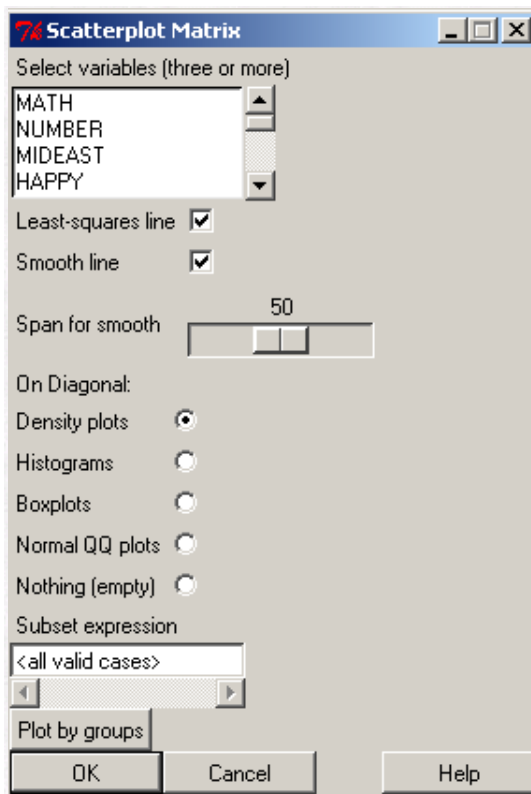 Scatterplot Matrix
Select variables (three or more)
MATH
NUMBER
MIDEAST
HAPPY
Least-squares line
Smooth line
50
Span for smooth
On Diagonal:
Density plots
Histograms
Boxplots
Normal QQ plots
Nothing (empty)
Subset expression
<all valid cases>
Plot by groups
OK Cancel Help